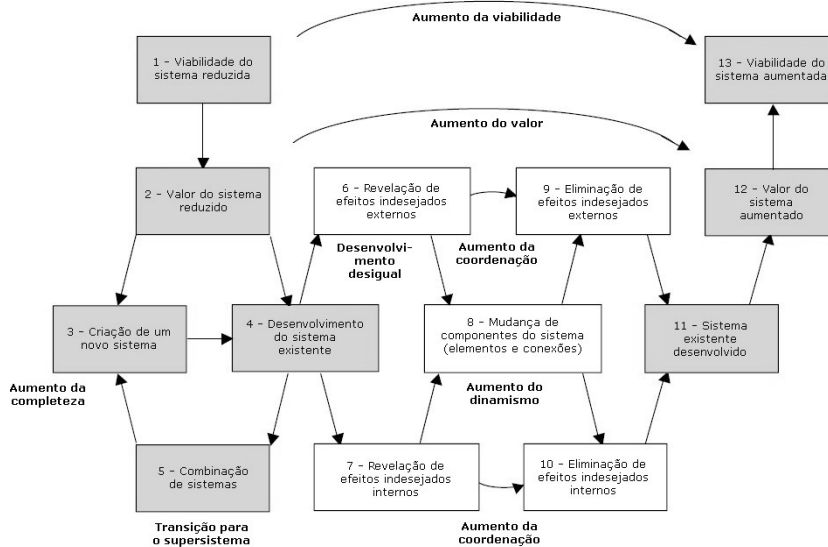 Aumento da viabilidade
1 - Viabilidade do
sistema reduzida
13 - Viabilidade do
sistema aumentada
Aumento do valor
2 - Valor do sistema
reduzido
6 - Revelação de
efeitos indesejados
externos
9 - Eliminação de
efeitos indesejados
externos
12 - Valor do
sistema
aumentado
Desenvolvi-
mento
desigual
Aumento da
coordenação
3 - Criação de um
novo sistema
4 - Desenvolvimento
do sistema
existente
8 - Mudança de
componentes do sistema
(elementos e conexões)
11 - Sistema
existente
desenvolvido
Aumento da
completeza
Aumento do
dinamismo
5 - Combinação
de sistemas
7 - Revelação de
efeitos indesejados
internos
10 - Eliminação de
efeitos indesejados
internos
Transição para
o supersistema
Aumento da
coordenação